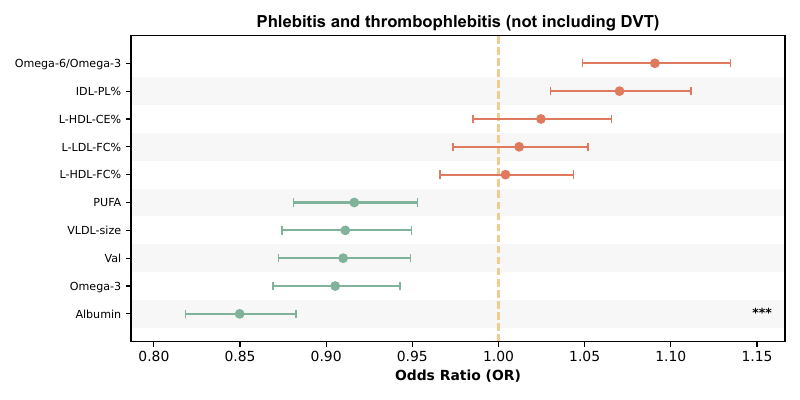 Phlebitis and thrombophlebitis (not including DVT)
Omega-6/Omega-3
IDL-PL%
L-HDL-CE%
L-LDL-FC%
L-HDL-FC%
PUFA
VLDL-size
Val
Omega-3
Albumin
***
0.80 0.85 0.90 0.95 1.00 1.05 1.10 1.15
Odds Ratio (OR)